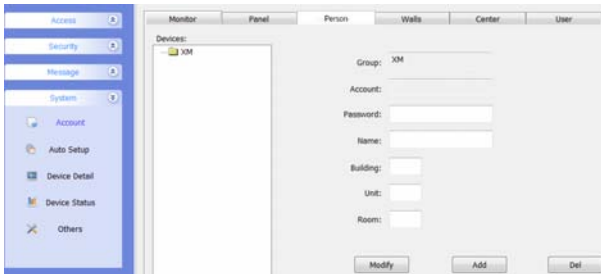 Access
Security
Message
System
Account
Auto Setup
Device Detail
Device Status
Others
Monitor Panel Person Walls Center User
Devices:
XM
Group: XM
Account:
Password:
Name:
Building:
Unit:
Room:
Modify Add Del